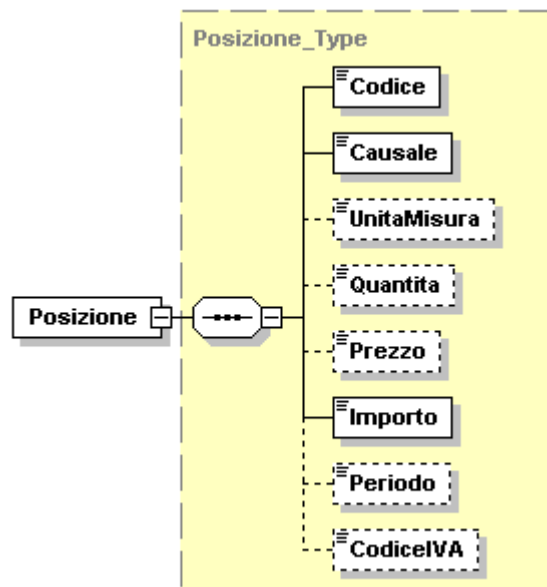 Posizione_Type
Codice
Causale
UnitaMisura
Quantita
Posizione
Prezzo
Importo
Periodo
CodiceIVA